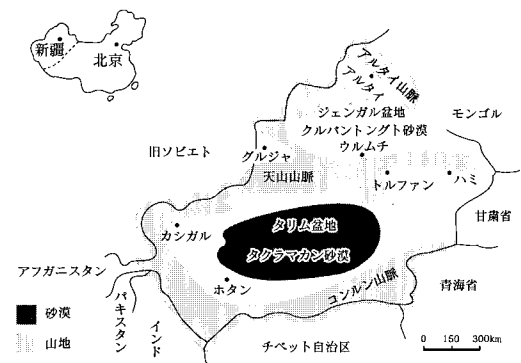 新疆
北京
アルタイ山脈
アルタイ
ジェンガル盆地
クルバントングト砂漠
ウルムチ
モンゴル
旧ソビエト
グルジャ
天山山脈
トルファン
ハミ
甘粛省
カシガル
タリム盆地
タクラマカン砂漠
アフガニスタン
ホタン
コンロン山脈
青海省
パキスタン
インド
チベット自治区
砂漠
山地
0 150 300km